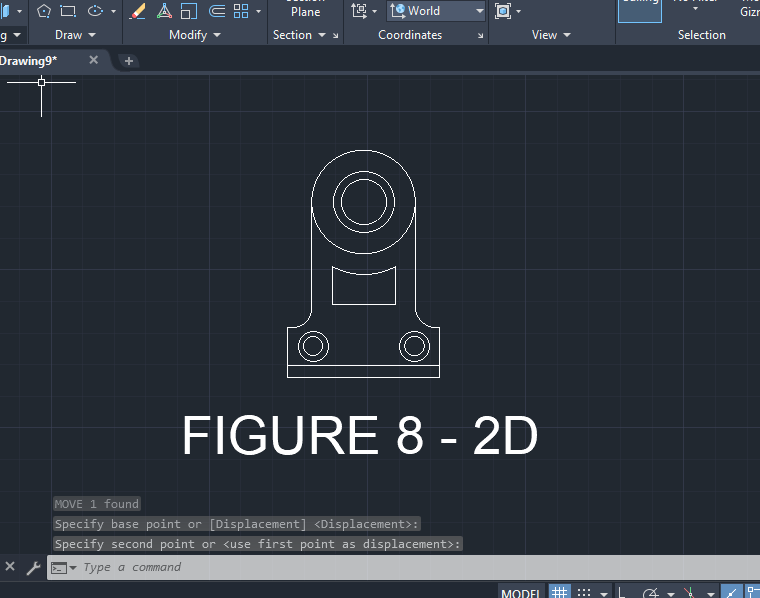 Plane
World
Draw
Modify
Section
Coordinates
View
Selection
Drawing9*
FIGURE 8 - 2D
MOVE 1 found
Specify base point or [Displacement] <Displacement>:
Specify second point or <use first point as displacement>:
Type a command
MODEL